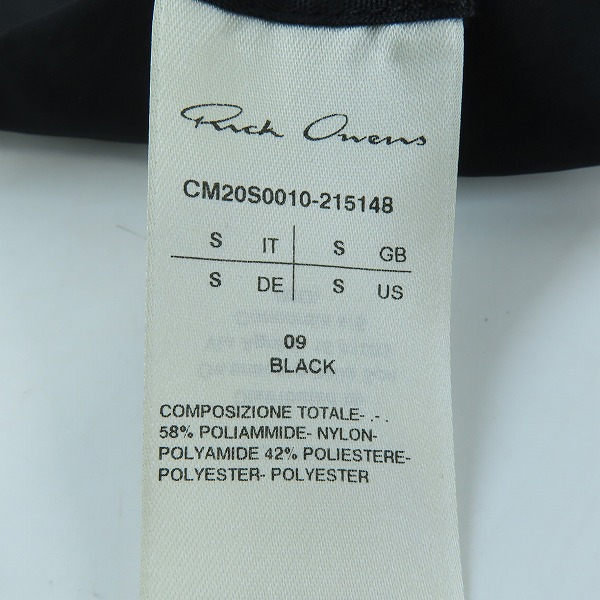 Rick Owens
CM20S0010-215148
S IT S GB
S DE S US
09
BLACK
COMPOSIZIONE TOTALE- .- .
58% POLIAMMIDE- NYLON-
POLYAMIDE 42% POLIESTERE-
POLYESTER- POLYESTER